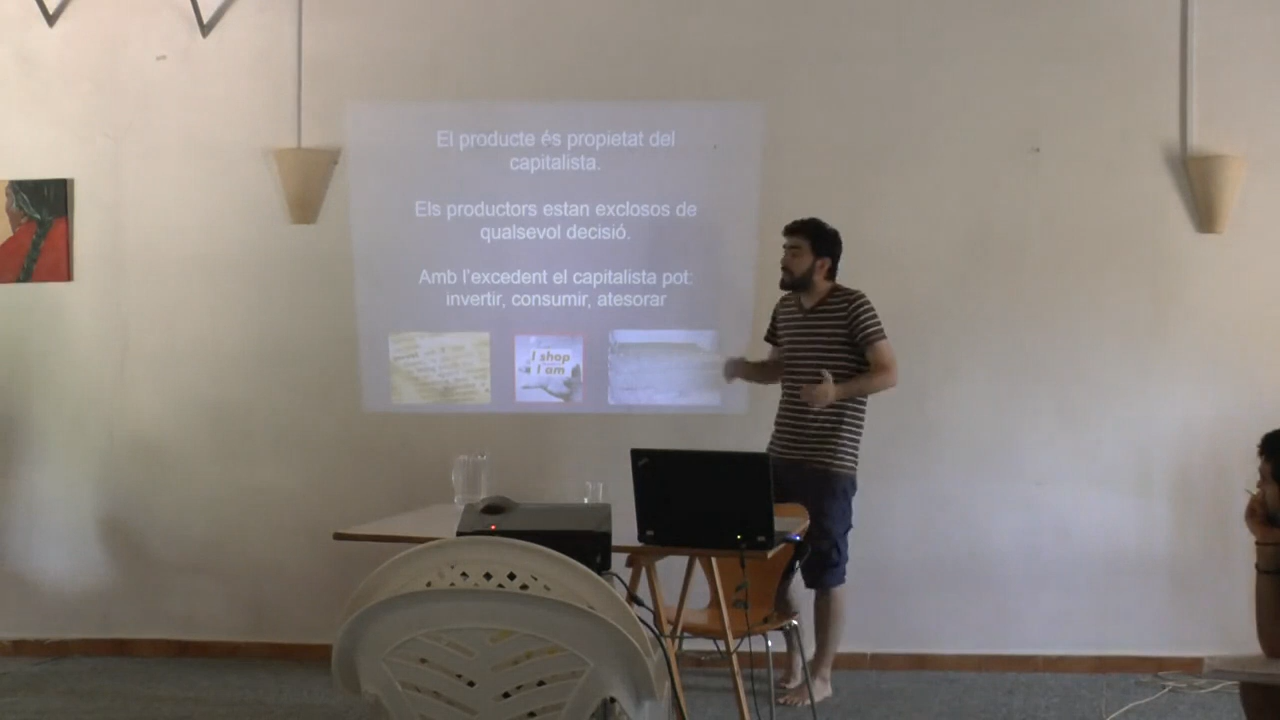 El producte és propietat del
capitalista.
Els productors estan exclosos de
qualsevol decisió.
Amb l'excedent el capitalista pot:
invertir, consumir, atesorar
I shop
I am